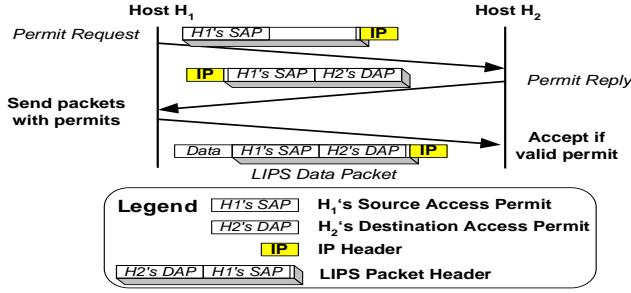 Host H1 Host H2
Permit Request H1's SAP IP
IP H1's SAP H2's DAP Permit Reply
Send packets
with permits
Accept if
valid permit
Data H1's SAP H2's DAP IP
LIPS Data Packet
Legend H1's SAP H1's Source Access Permit
H2's DAP H2's Destination Access Permit
IP IP Header
H2's DAP H1's SAP LIPS Packet Header